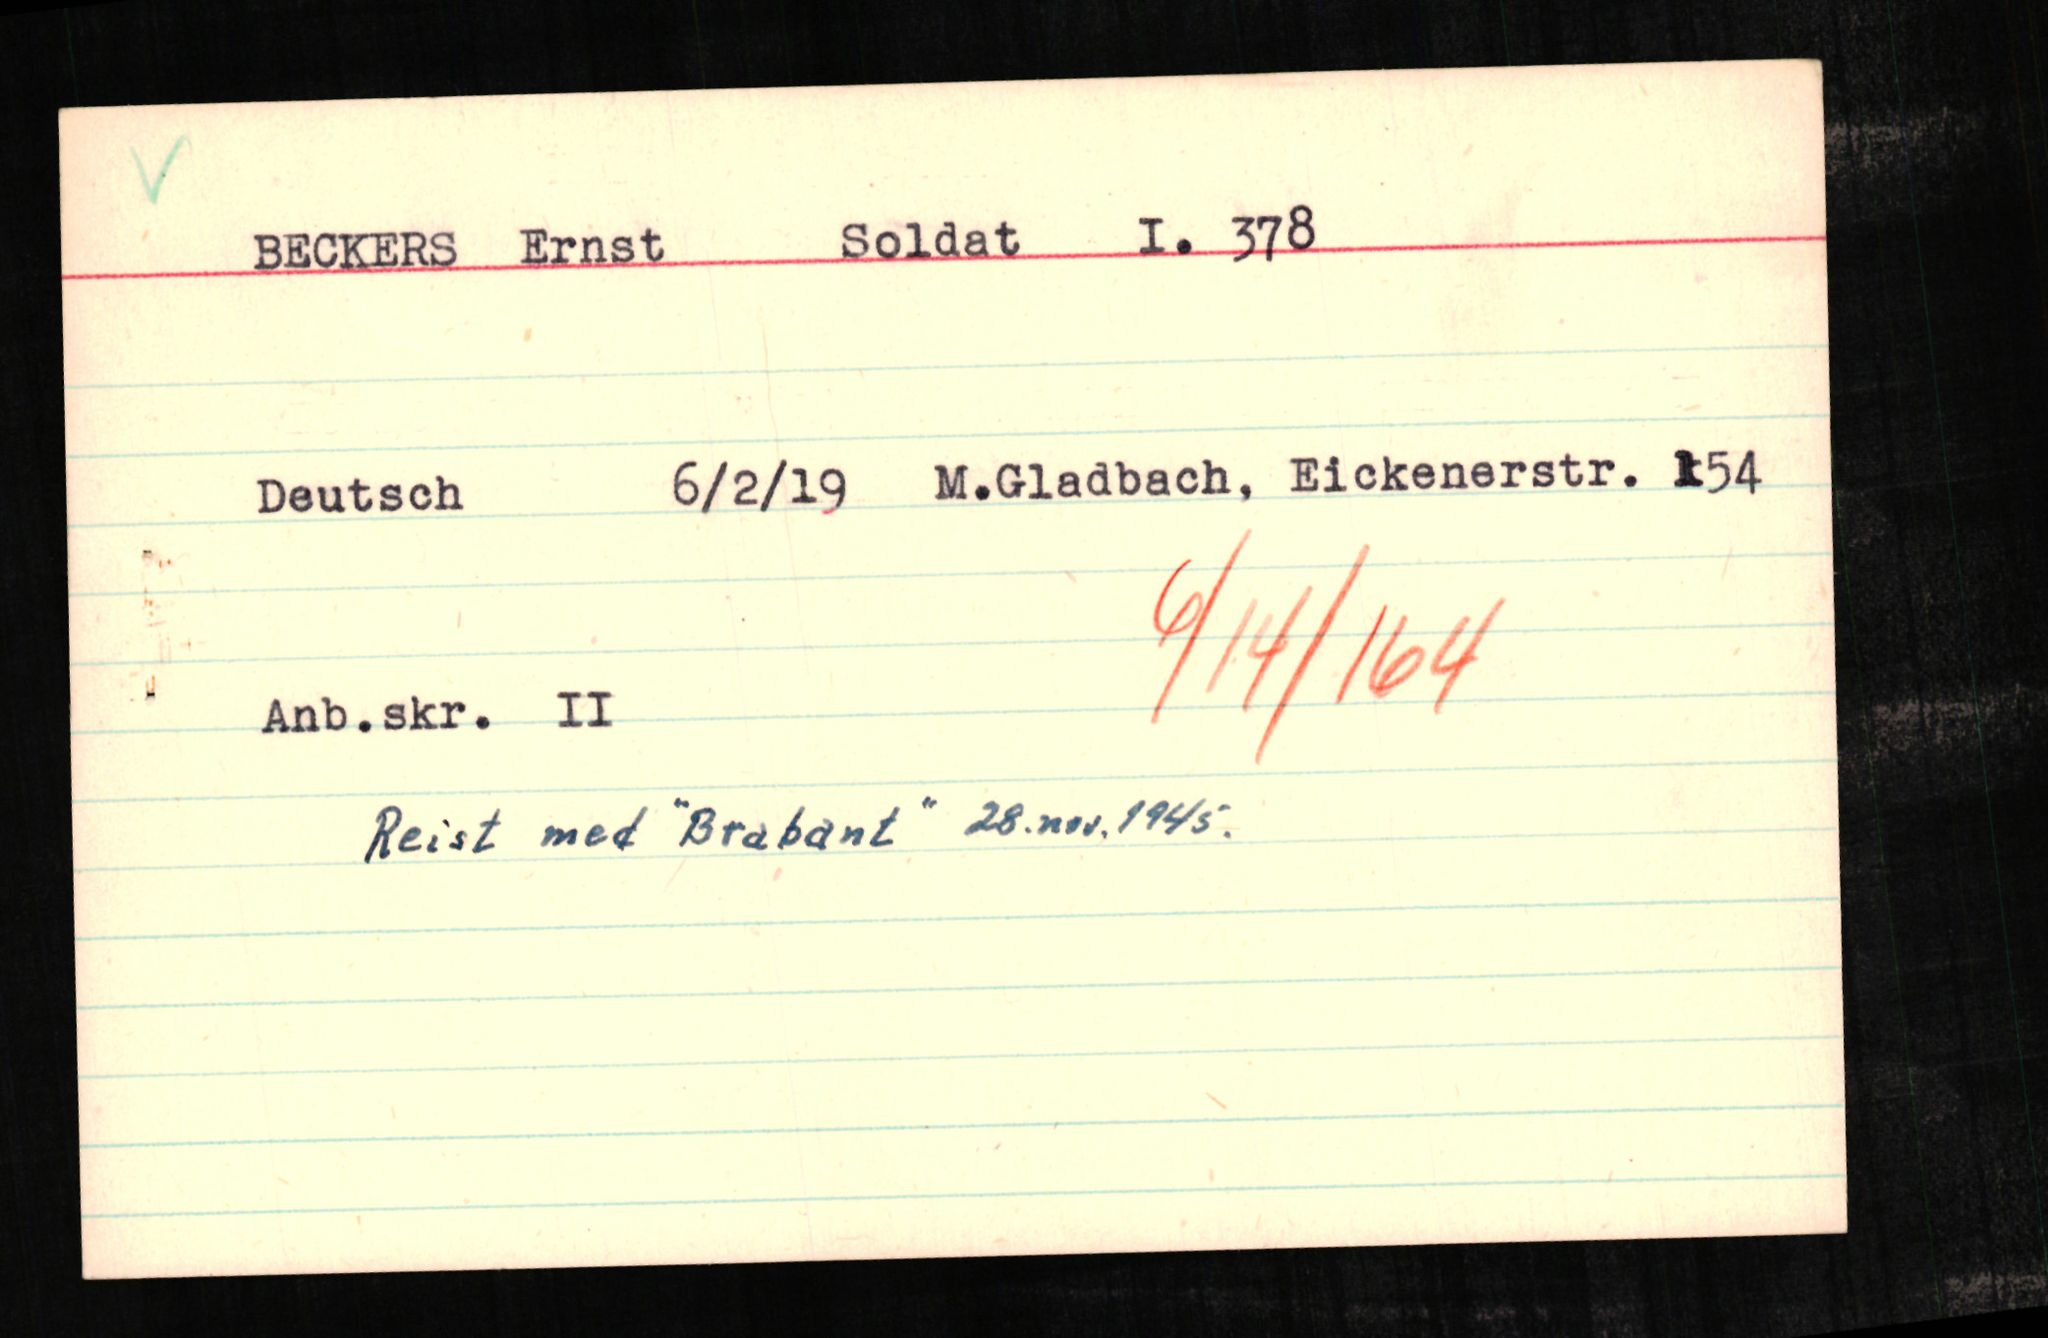 BECKERS Ernst Soldat I. 378
Deutsch 6/2/19 M.Gladbach, Eickenerstr. 154
6/14/164
Anb.skr. II
Reist med "Brabant" 28.nov.1945.